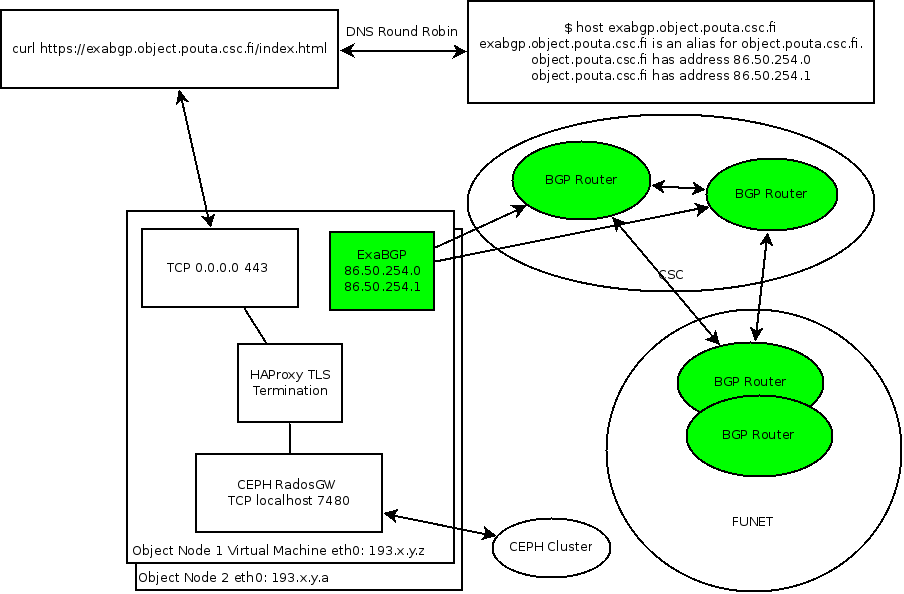 curl https://exabgp.object.pouta.csc.fi/index.html
DNS Round Robin
$ host exabgp.object.pouta.csc.fi
exabgp.object.pouta.csc.fi is an alias for object.pouta.csc.fi.
object.pouta.csc.fi has address 86.50.254.0
object.pouta.csc.fi has address 86.50.254.1
BGP Router
BGP Router
TCP 0.0.0.0 443
ExaBGP
86.50.254.0
86.50.254.1
CSC
HAProxy TLS
Termination
BGP Router
BGP Router
CEPH RadosGW
TCP localhost 7480
FUNET
CEPH Cluster
Object Node 1 Virtual Machine eth0: 193.x.y.z
Object Node 2 eth0: 193.x.y.a